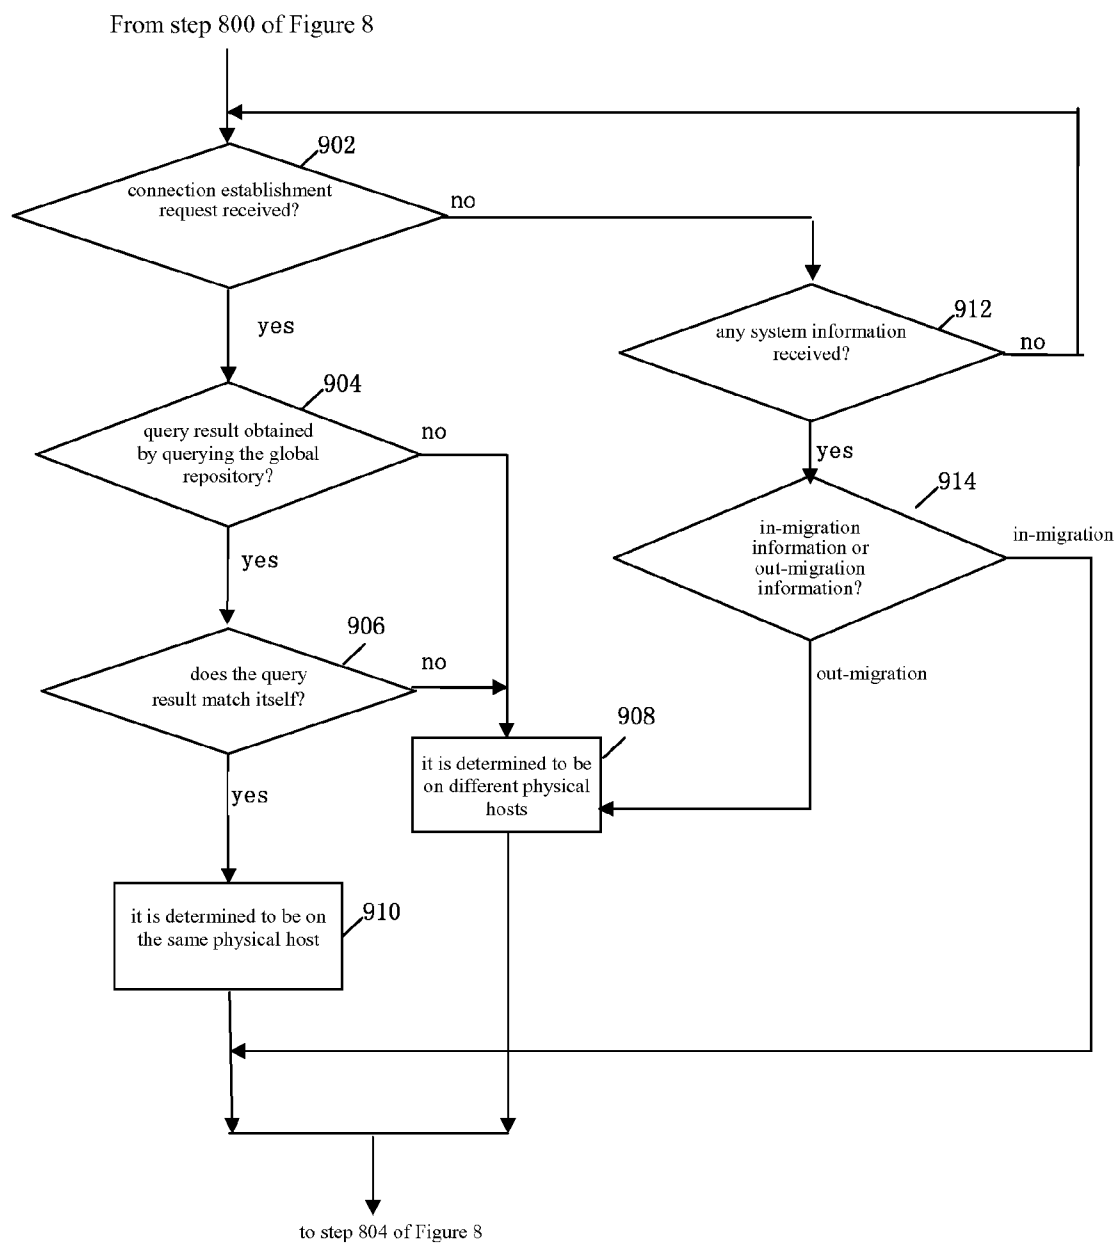 From step 800 of Figure 8
902
connection establishment
request received?
no
yes
912
any system information
received?
no
904
query result obtained
by querying the global
repository?
no
yes
yes
914
in-migration
information or
out-migration
information?
in-migration
out-migration
906
does the query
result match itself?
no
yes
908
it is determined to be
on different physical
hosts
910
it is determined to be on
the same physical host
to step 804 of Figure 8